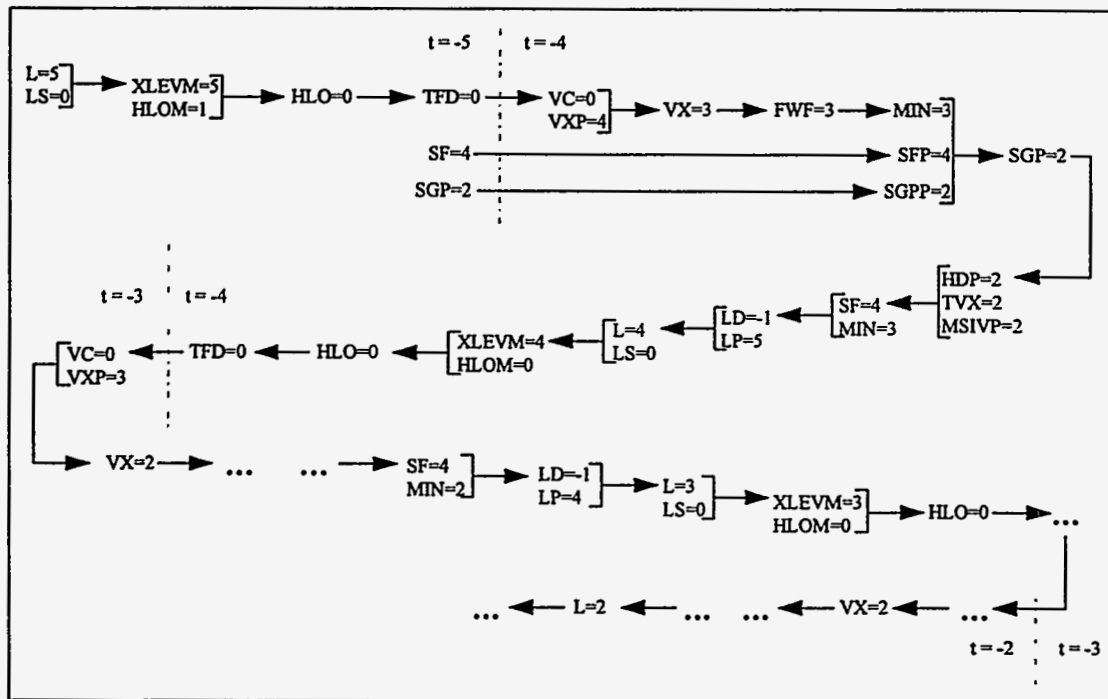 t = -5 t = -4
L=5 XLEVM=5 HLO=0 TFD=0 VC=0 VX=3 FWF=3 MIN=3
LS=0 HLOM=1 VXP=4
SF=4 SFP=4 SGP=2
SGP=2 SGPP=2
t = -3 t = -4
HDP=2
TVX=2
MSIVP=2
SF=4
MIN=3
LD=-1
LP=5
L=4
LS=0
XLEVM=4
HLOM=0
HLO=0
TFD=0
VC=0
VXP=3
VX=2 ... ... SF=4
MIN=2
LD=-1
LP=4
L=3
LS=0
XLEVM=3
HLOM=0
HLO=0 ...
... L=2 ... ... VX=2 ...
t = -2 t = -3